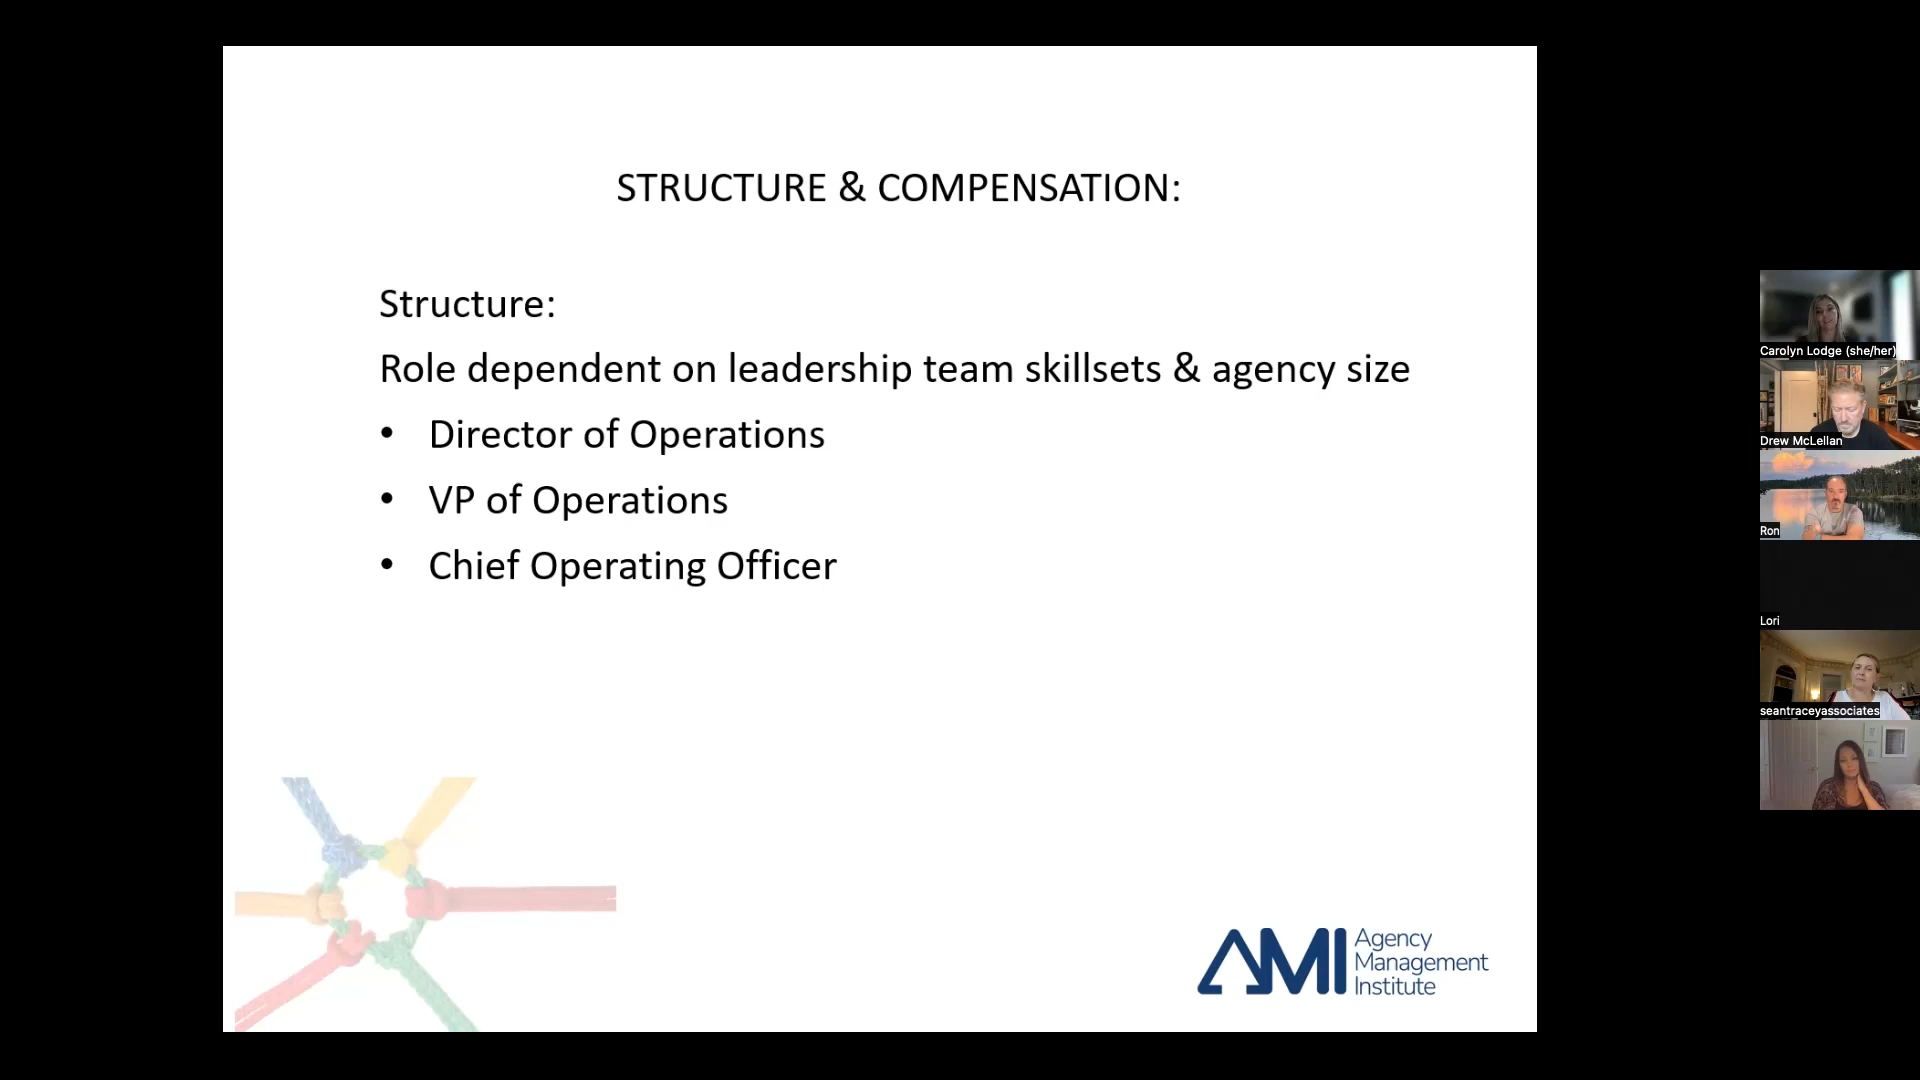 STRUCTURE & COMPENSATION:
Structure:
Role dependent on leadership team skillsets & agency size
• Director of Operations
• VP of Operations
• Chief Operating Officer
AMI Agency
Management
Institute
Carolyn Lodge (she/her)
Drew McLellan
Ron
Lori
seantraceyassociates